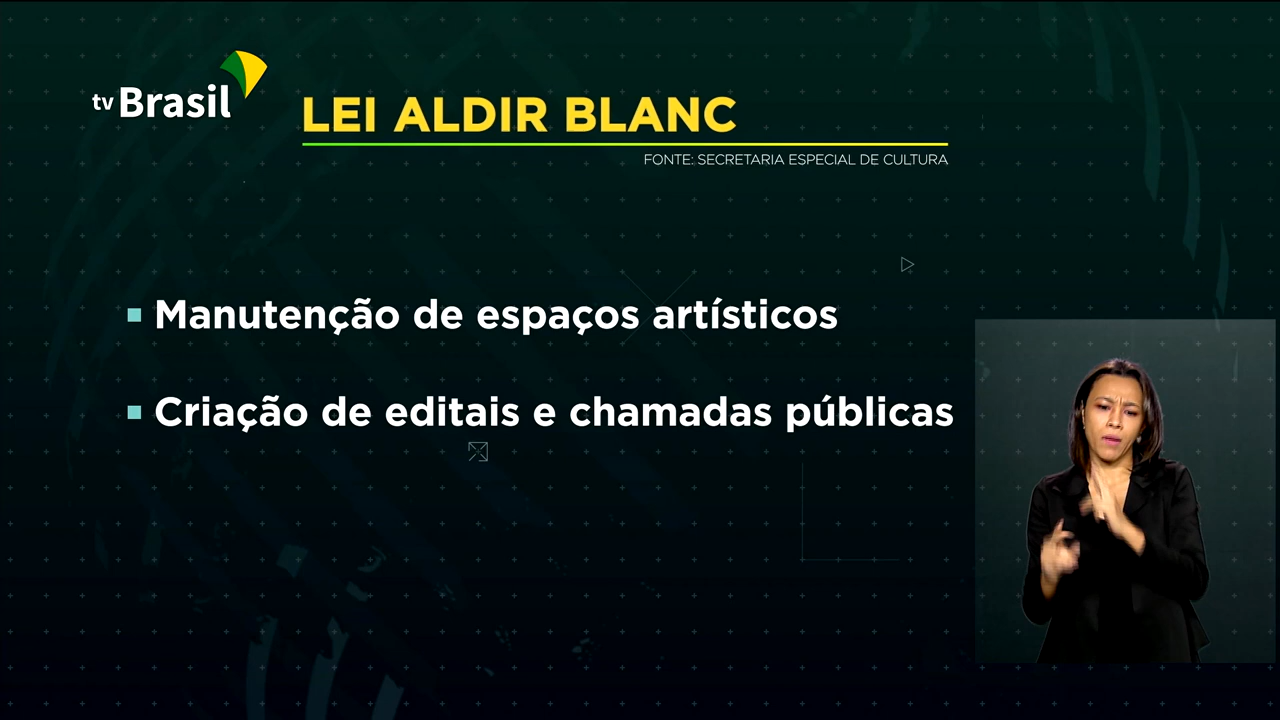 tv Brasil
LEI ALDIR BLANC
FONTE: SECRETARIA ESPECIAL DE CULTURA
Manutenção de espaços artísticos
Criação de editais e chamadas públicas